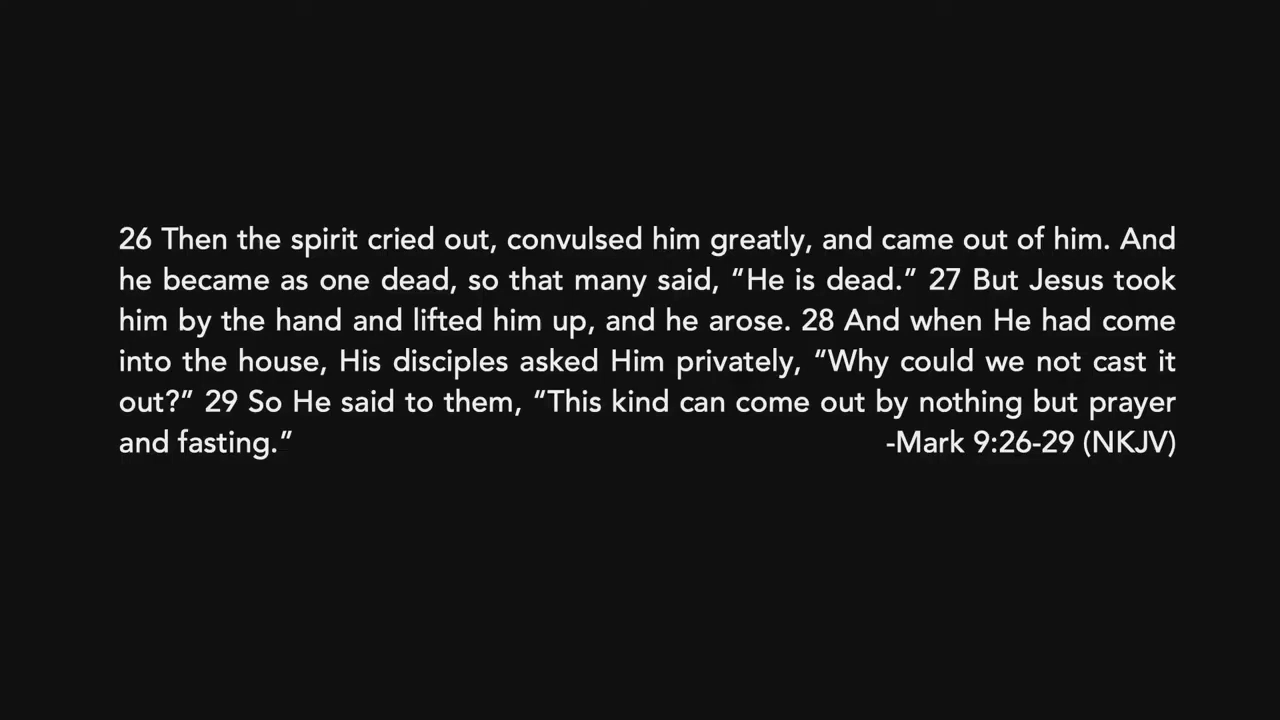 26 Then the spirit cried out, convulsed him greatly, and came out of him. And
he became as one dead, so that many said, “He is dead.” 27 But Jesus took
him by the hand and lifted him up, and he arose. 28 And when He had come
into the house, His disciples asked Him privately, “Why could we not cast it
out?” 29 So He said to them, “This kind can come out by nothing but prayer
and fasting.” -Mark 9:26-29 (NKJV)